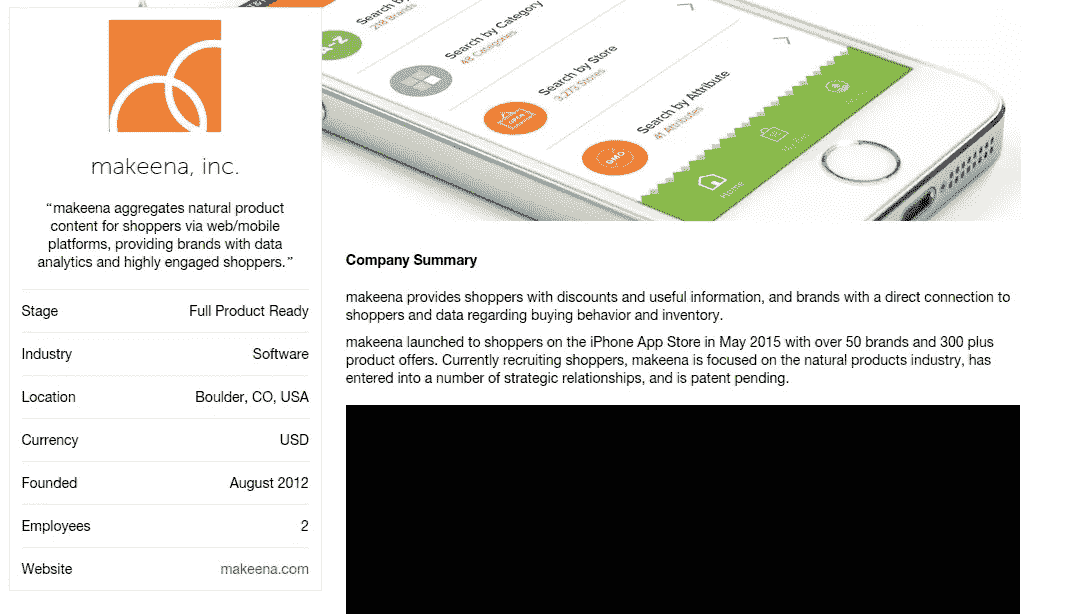 Search by
218 Brands
A-Z
Search by Category
48 Categories
Search by Store
3,273 Stores
Search by Attribute
41 Attributes
GMO
Home
makeena, inc.
“makeena aggregates natural product
content for shoppers via web/mobile
platforms, providing brands with data
analytics and highly engaged shoppers.”
Stage Full Product Ready
Industry Software
Location Boulder, CO, USA
Currency USD
Founded August 2012
Employees 2
Website makeena.com
Company Summary
makeena provides shoppers with discounts and useful information, and brands with a direct connection to
shoppers and data regarding buying behavior and inventory.
makeena launched to shoppers on the iPhone App Store in May 2015 with over 50 brands and 300 plus
product offers. Currently recruiting shoppers, makeena is focused on the natural products industry, has
entered into a number of strategic relationships, and is patent pending.